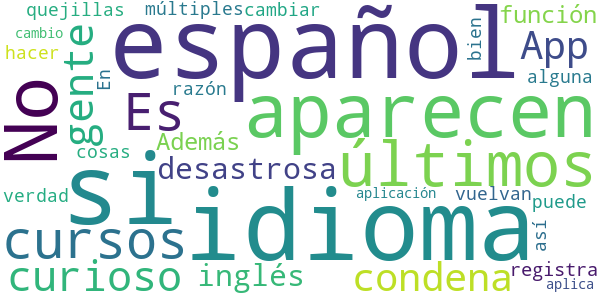 quejillas múltiples cambiar función
cambio español bien App
hacer gente En razón alguna
No Es aparecen
cosas Además últimos
desastrosa
verdad si idioma aplicación vuelvan puede
cursos así
curioso inglés condena registra
aplica